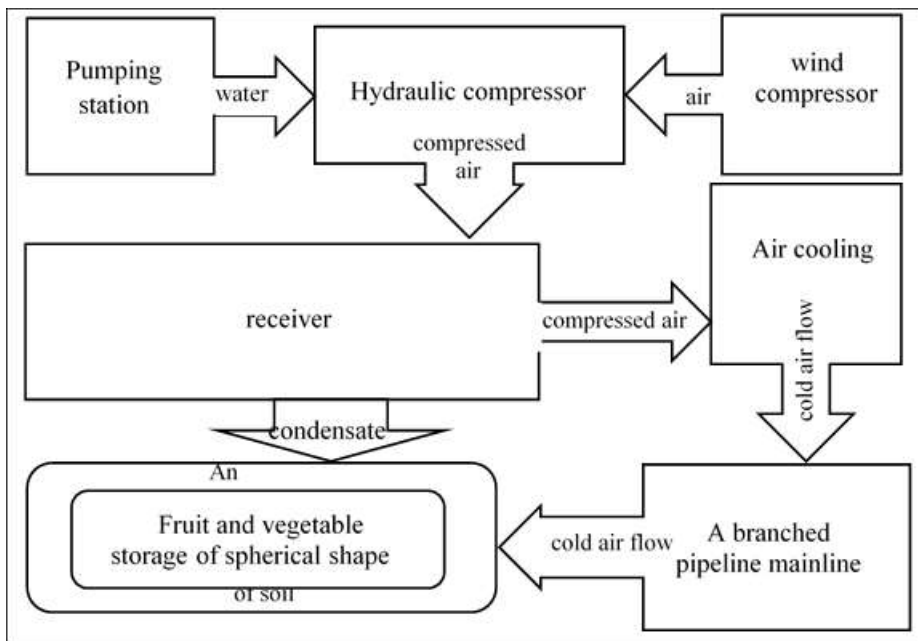 Pumping
station
water
Hydraulic compressor
air
wind
compressor
compressed
air
receiver
compressed air
Air cooling
cold air flow
condensate
An
Fruit and vegetable
storage of spherical shape
of soil
cold air flow
A branched
pipeline mainline